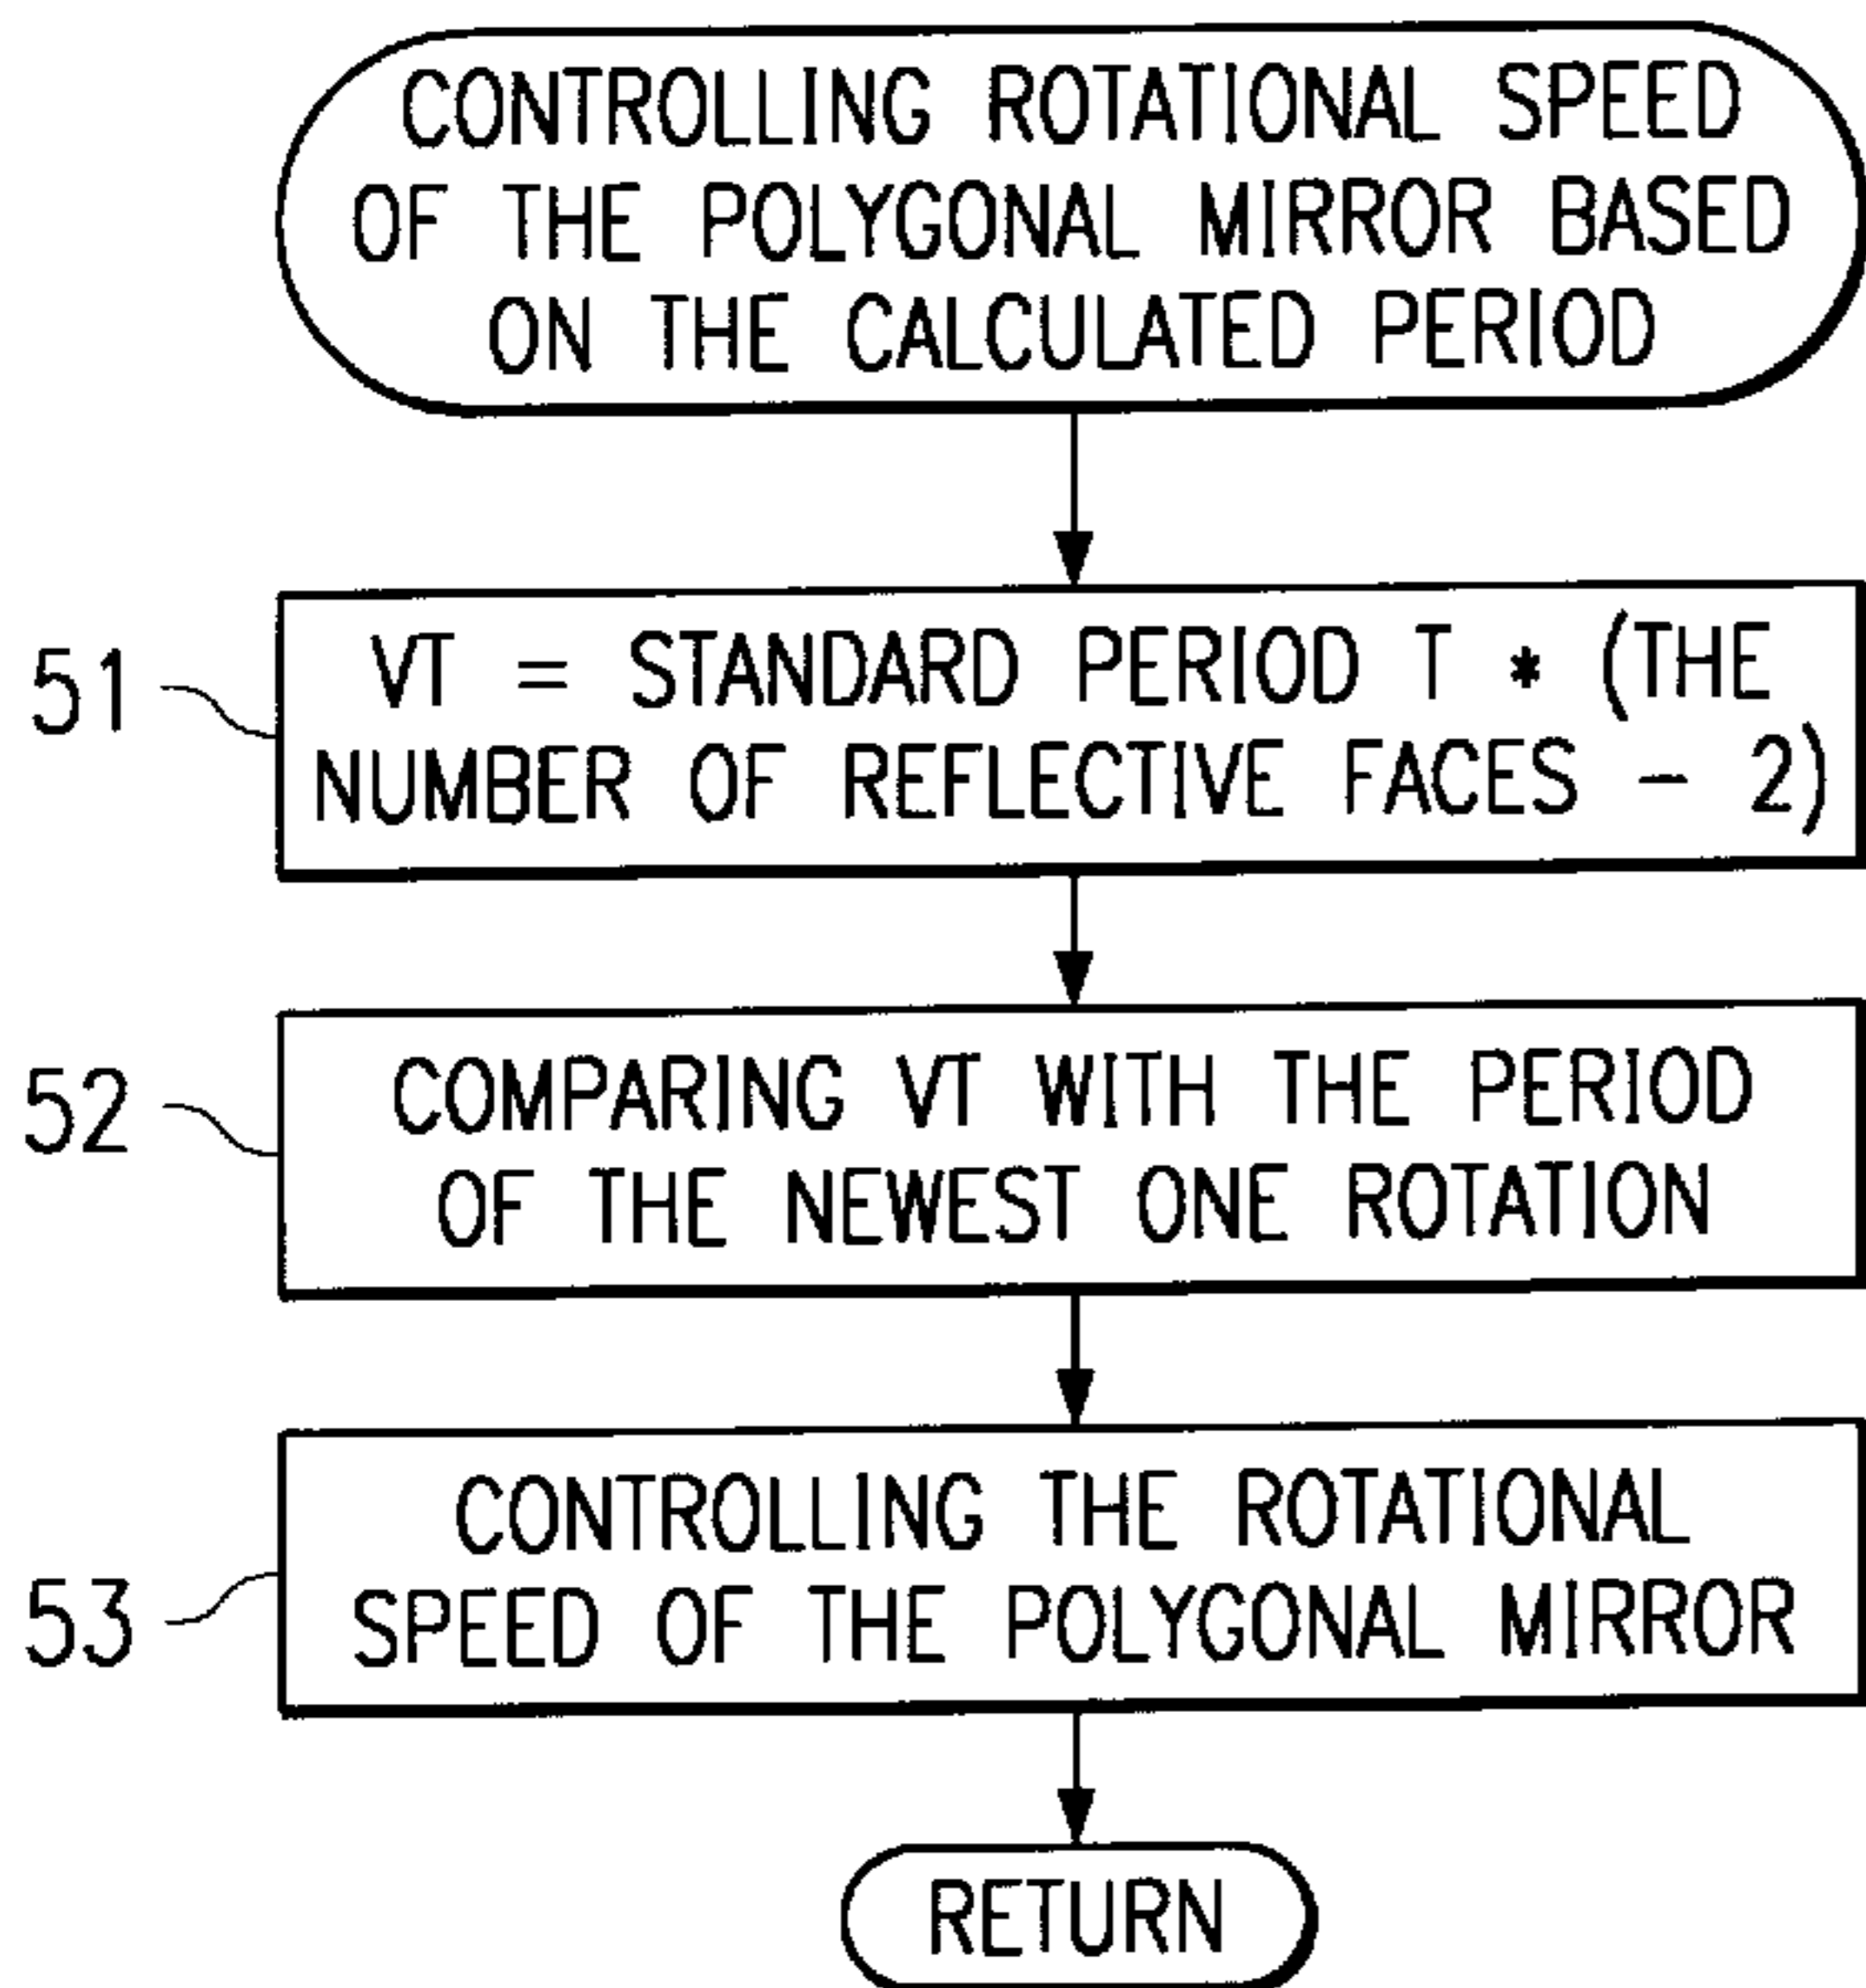 CONTROLLING ROTATIONAL SPEED
OF THE POLYGONAL MIRROR BASED
ON THE CALCULATED PERIOD
51
VT = STANDARD PERIOD T * (THE
NUMBER OF REFLECTIVE FACES - 2)
52
COMPARING VT WITH THE PERIOD
OF THE NEWEST ONE ROTATION
53
CONTROLLING THE ROTATIONAL
SPEED OF THE POLYGONAL MIRROR
RETURN